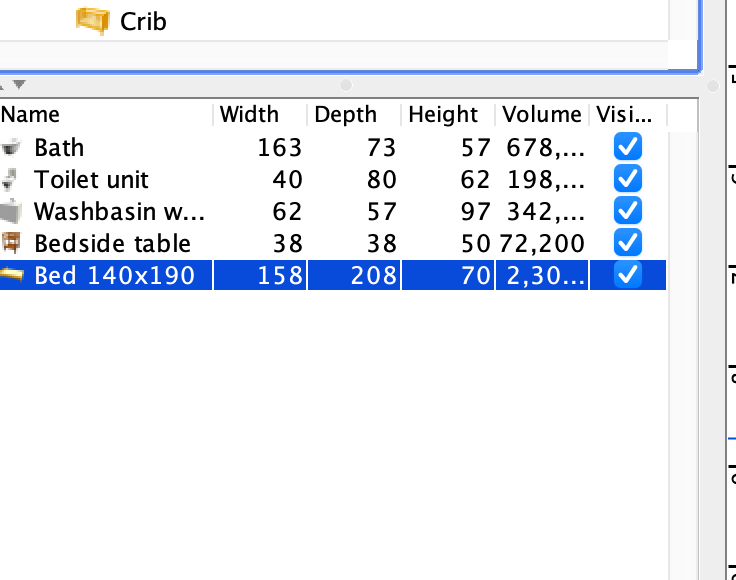 Crib
Name Width Depth Height Volume Visi...
Bath 163 73 57 678,...
Toilet unit 40 80 62 198,...
Washbasin w... 62 57 97 342,...
Bedside table 38 38 50 72,200
Bed 140x190 158 208 70 2,30...